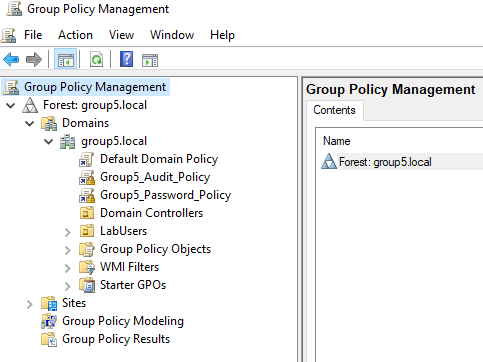 Group Policy Management
File Action View Window Help
Group Policy Management
Forest: group5.local
Domains
group5.local
Default Domain Policy
Group5_Audit_Policy
Group5_Password_Policy
Domain Controllers
LabUsers
Group Policy Objects
WMI Filters
Starter GPOs
Sites
Group Policy Modeling
Group Policy Results
Group Policy Management
Contents
Name
Forest: group5.local